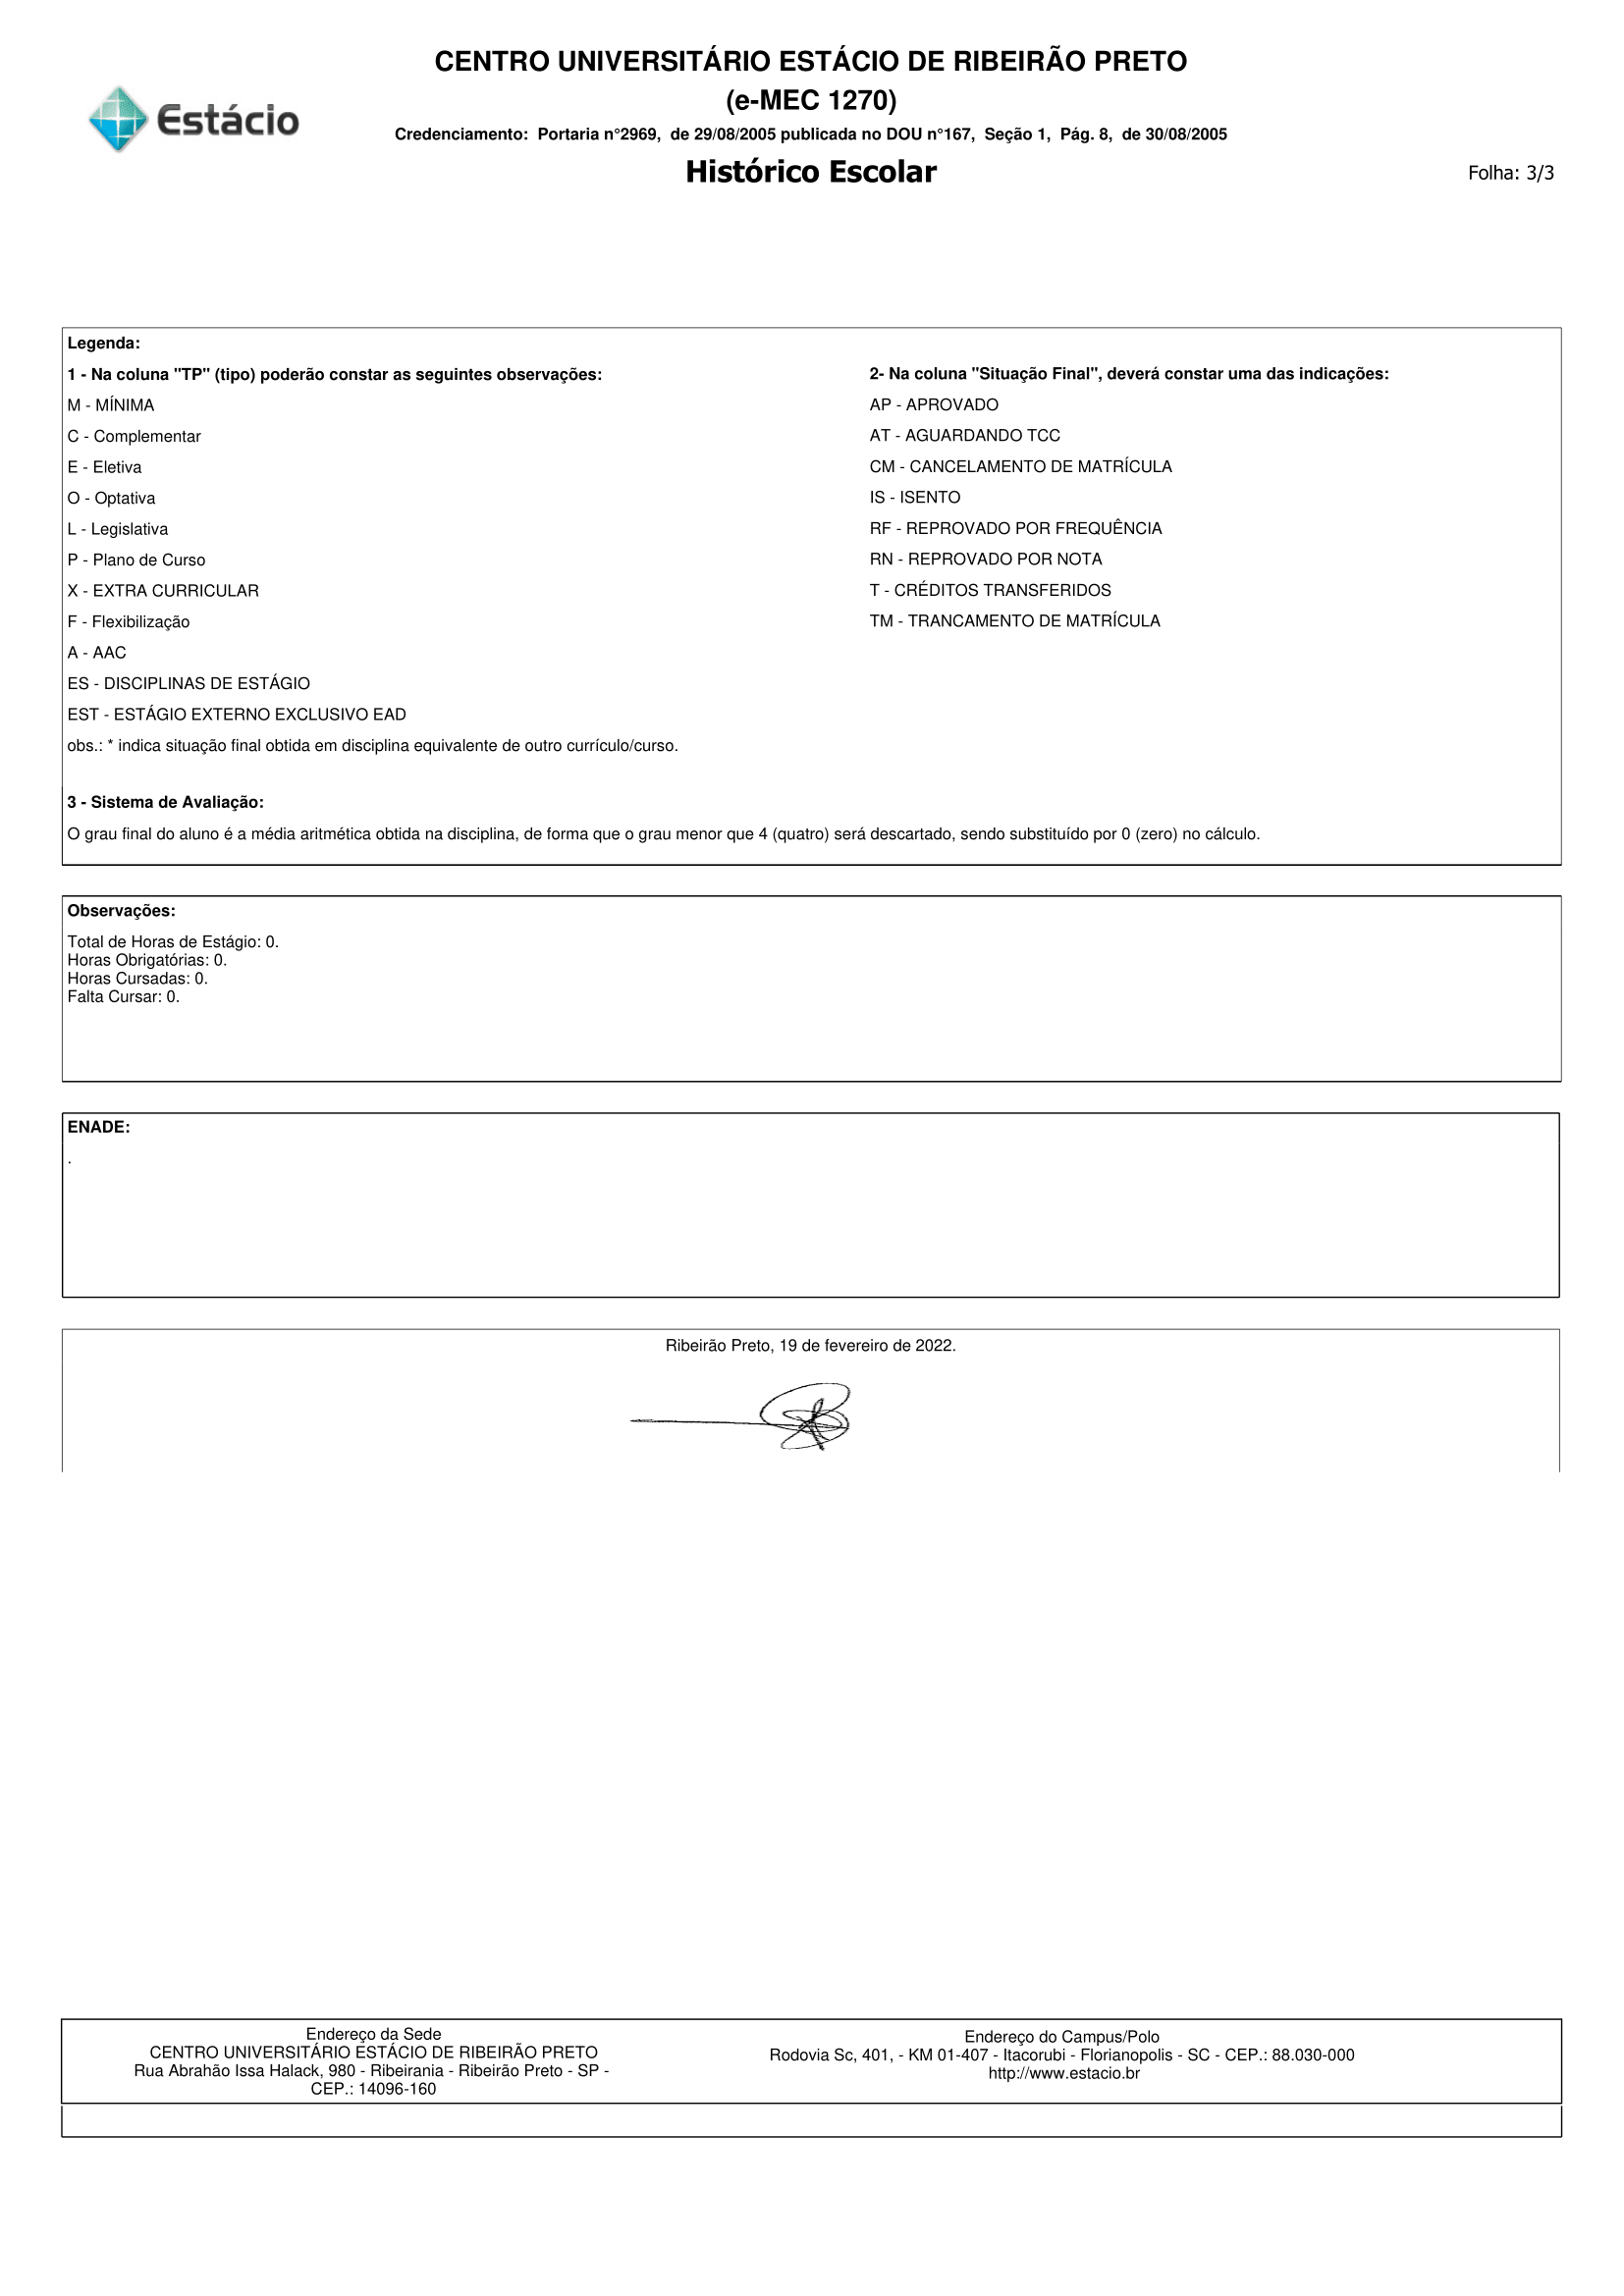 CENTRO UNIVERSITÁRIO ESTÁCIO DE RIBEIRÃO PRETO
(e-MEC 1270)
Estácio
Credenciamento: Portaria n°2969, de 29/08/2005 publicada no DOU n°167, Seção 1, Pág. 8, de 30/08/2005
Histórico Escolar
Folha: 3/3
Legenda:
1 - Na coluna "TP" (tipo) poderão constar as seguintes observações:
M - MÍNIMA
C - Complementar
E - Eletiva
O - Optativa
L - Legislativa
P - Plano de Curso
X - EXTRA CURRICULAR
F - Flexibilização
A - AAC
ES - DISCIPLINAS DE ESTÁGIO
EST - ESTÁGIO EXTERNO EXCLUSIVO EAD
obs.: * indica situação final obtida em disciplina equivalente de outro currículo/curso.
2- Na coluna "Situação Final", deverá constar uma das indicações:
AP - APROVADO
AT - AGUARDANDO TCC
CM - CANCELAMENTO DE MATRÍCULA
IS - ISENTO
RF - REPROVADO POR FREQUÊNCIA
RN - REPROVADO POR NOTA
T - CRÉDITOS TRANSFERIDOS
TM - TRANCAMENTO DE MATRÍCULA
3 - Sistema de Avaliação:
O grau final do aluno é a média aritmética obtida na disciplina, de forma que o grau menor que 4 (quatro) será descartado, sendo substituído por 0 (zero) no cálculo.
Observações:
Total de Horas de Estágio: 0.
Horas Obrigatórias: 0.
Horas Cursadas: 0.
Falta Cursar: 0.
ENADE:
.
Ribeirão Preto, 19 de fevereiro de 2022.
Endereço da Sede
CENTRO UNIVERSITÁRIO ESTÁCIO DE RIBEIRÃO PRETO
Rua Abrahão Issa Halack, 980 - Ribeirania - Ribeirão Preto - SP -
CEP.: 14096-160
Endereço do Campus/Polo
Rodovia Sc, 401, - KM 01-407 - Itacorubi - Florianopolis - SC - CEP.: 88.030-000
http://www.estacio.br